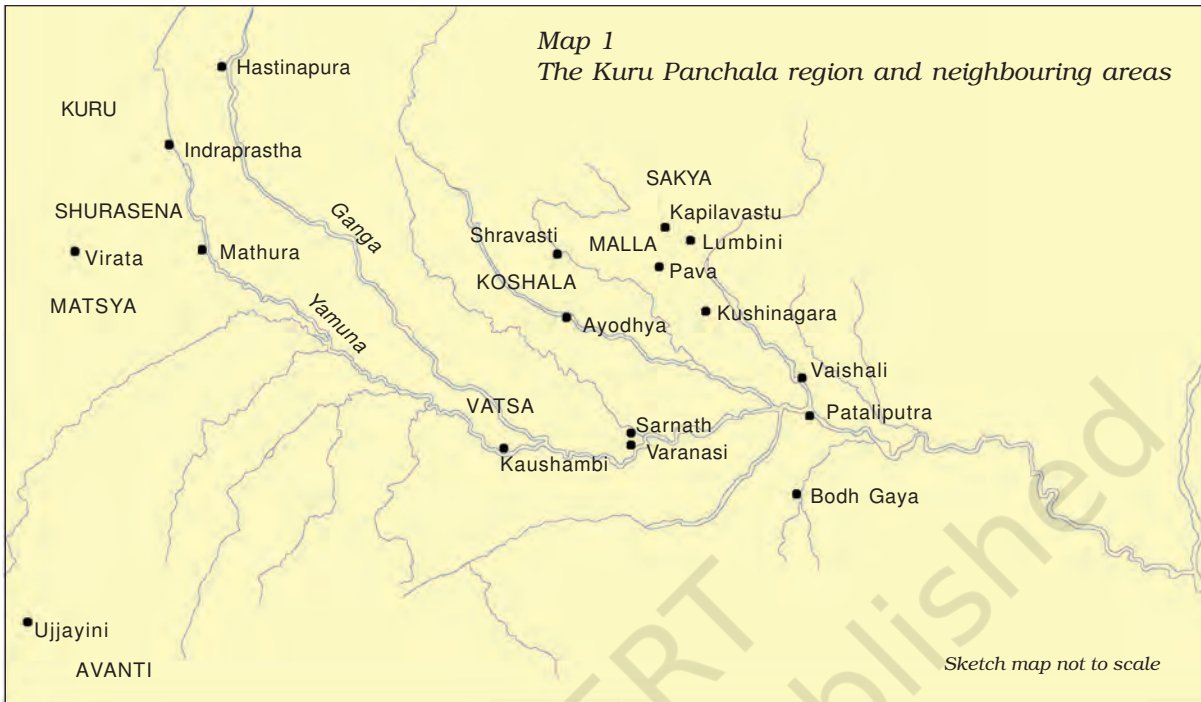 Map 1
The Kuru Panchala region and neighbouring areas
Hastinapura
KURU
Indraprastha
SHURASENA
Virata
Mathura
MATSYA
Ganga
Yamuna
SAKYA
Kapilavastu
Shravasti
MALLA
Lumbini
Pava
KOSHALA
Ayodhya
Kushinagara
Vaishali
VATSA
Pataliputra
Sarnath
Varanasi
Kaushambi
Bodh Gaya
Ujjayini
AVANTI
Sketch map not to scale